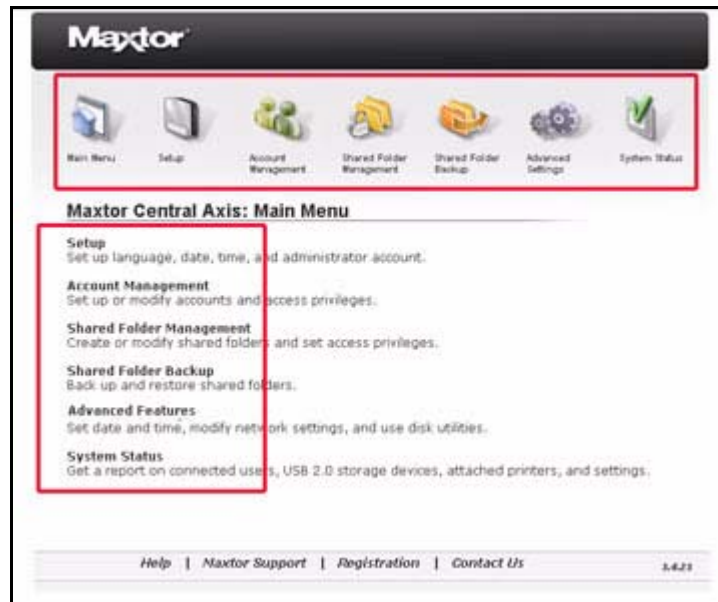 Maxtor
Main Menu
Setup
Account Management
Shared Folder Management
Shared Folder Backup
Advanced Settings
System Status
Maxtor Central Axis: Main Menu
Setup
Set up language, date, time, and administrator account.
Account Management
Set up or modify accounts and access privileges.
Shared Folder Management
Create or modify shared folders and set access privileges.
Shared Folder Backup
Back up and restore shared folders.
Advanced Features
Set date and time, modify network settings, and use disk utilities.
System Status
Get a report on connected users, USB 2.0 storage devices, attached printers, and settings.
Help | Maxtor Support | Registration | Contact Us